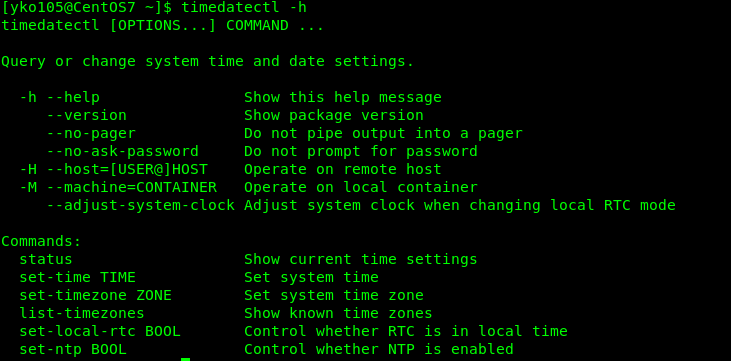 [yko105@CentOS7 ~]$ timedatectl -h
timedatectl [OPTIONS...] COMMAND ...

Query or change system time and date settings.

  -h --help                Show this help message
     --version             Show package version
     --no-pager            Do not pipe output into a pager
     --no-ask-password     Do not prompt for password
  -H --host=[USER@]HOST    Operate on remote host
  -M --machine=CONTAINER   Operate on local container
     --adjust-system-clock Adjust system clock when changing local RTC mode

Commands:
  status                   Show current time settings
  set-time TIME            Set system time
  set-timezone ZONE        Set system time zone
  list-timezones           Show known time zones
  set-local-rtc BOOL       Control whether RTC is in local time
  set-ntp BOOL             Control whether NTP is enabled